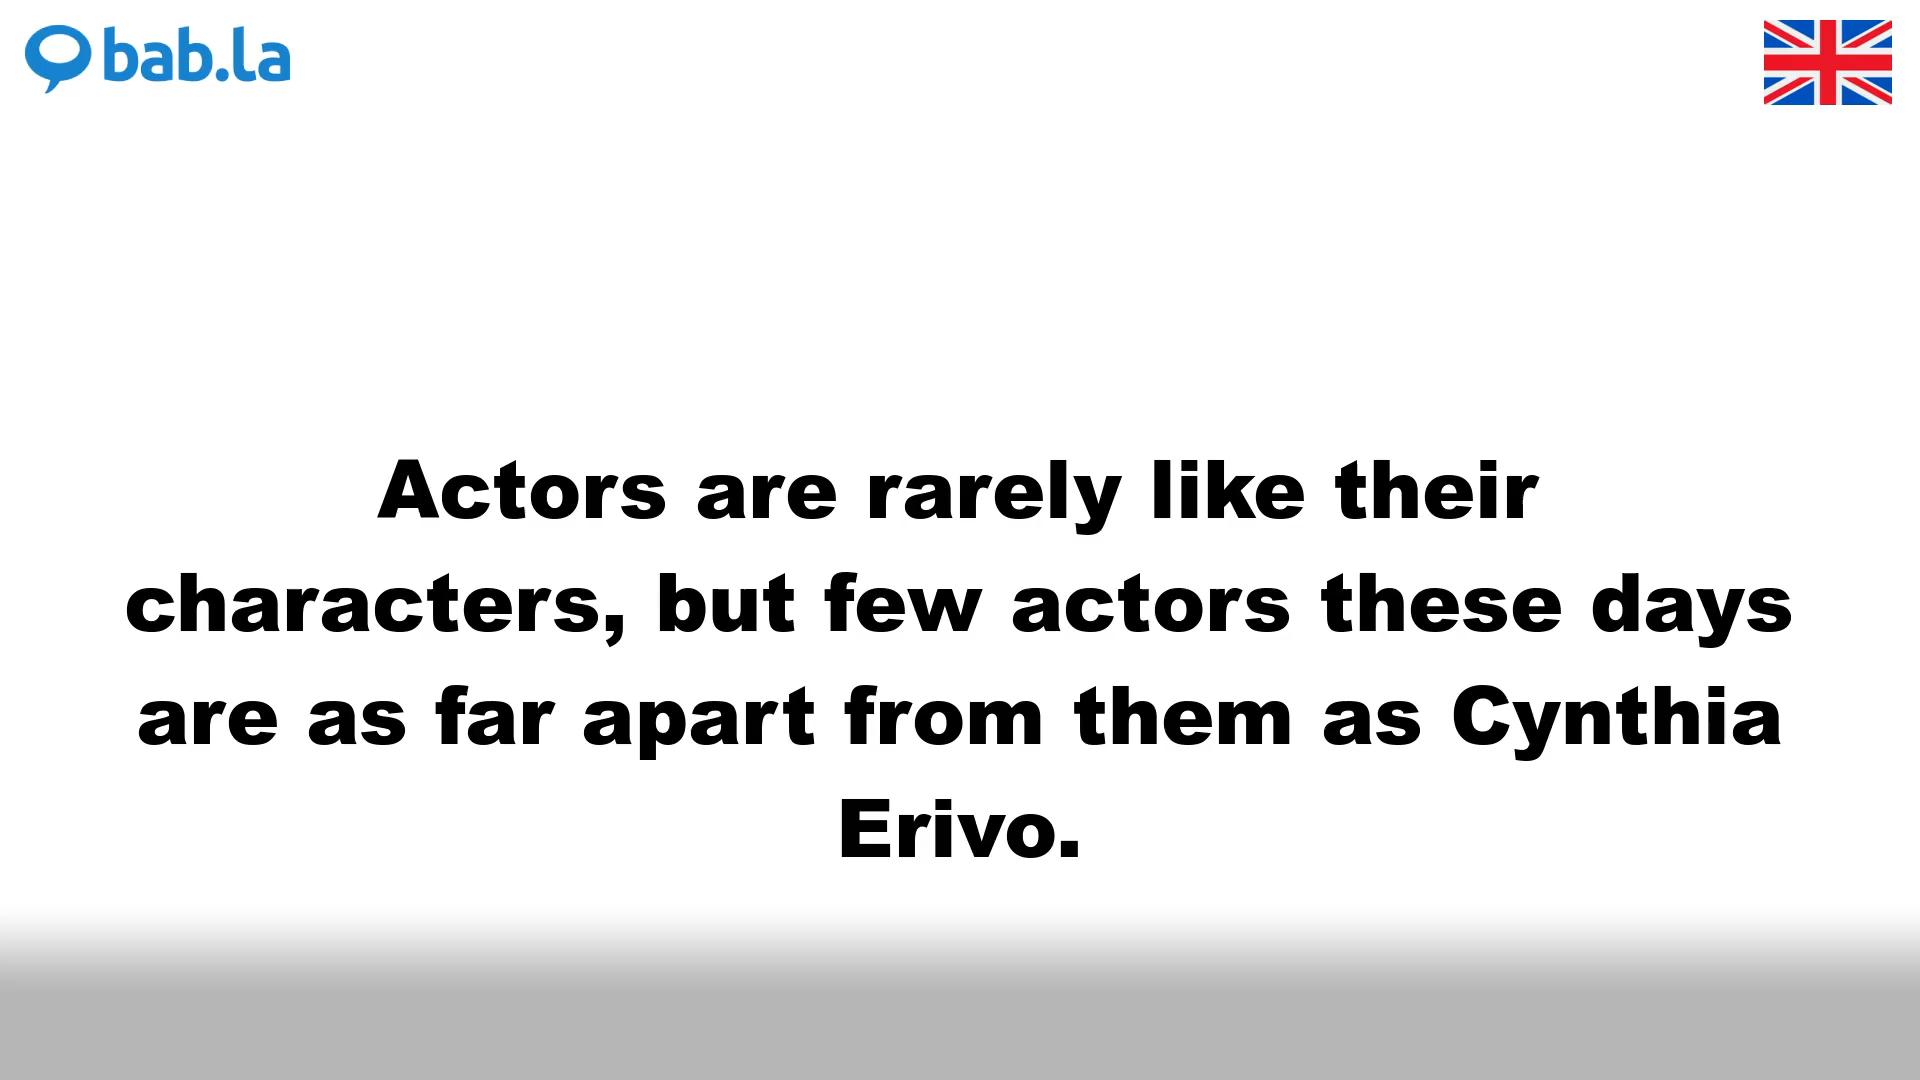 bab.la
Actors are rarely like their
characters, but few actors these days
are as far apart from them as Cynthia
Erivo.